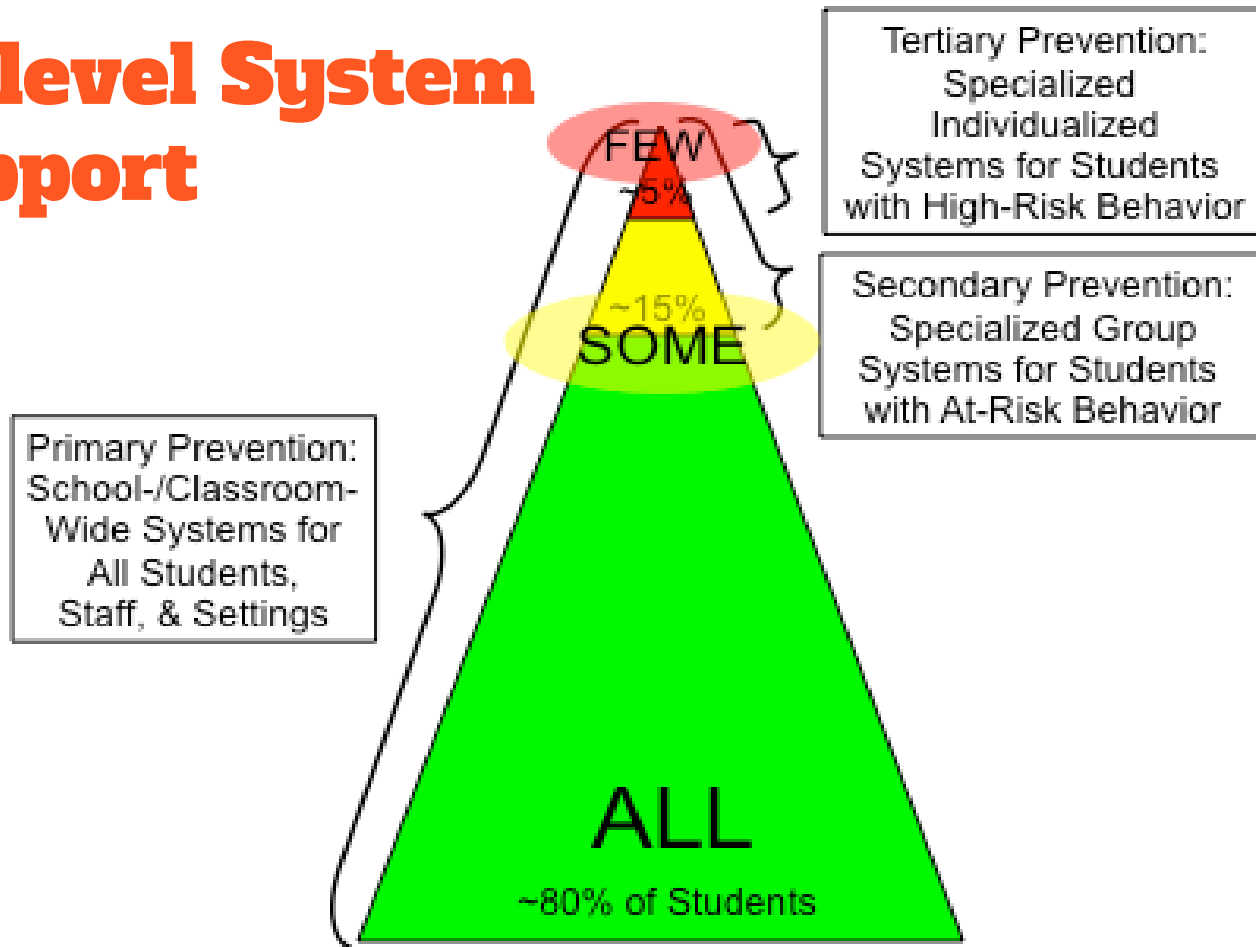 level System
pport
Tertiary Prevention:
Specialized
Individualized
Systems for Students
with High-Risk Behavior
FEW
~5%
Secondary Prevention:
Specialized Group
Systems for Students
with At-Risk Behavior
~15%
SOME
Primary Prevention:
School-/Classroom-
Wide Systems for
All Students,
Staff, & Settings
ALL
~80% of Students